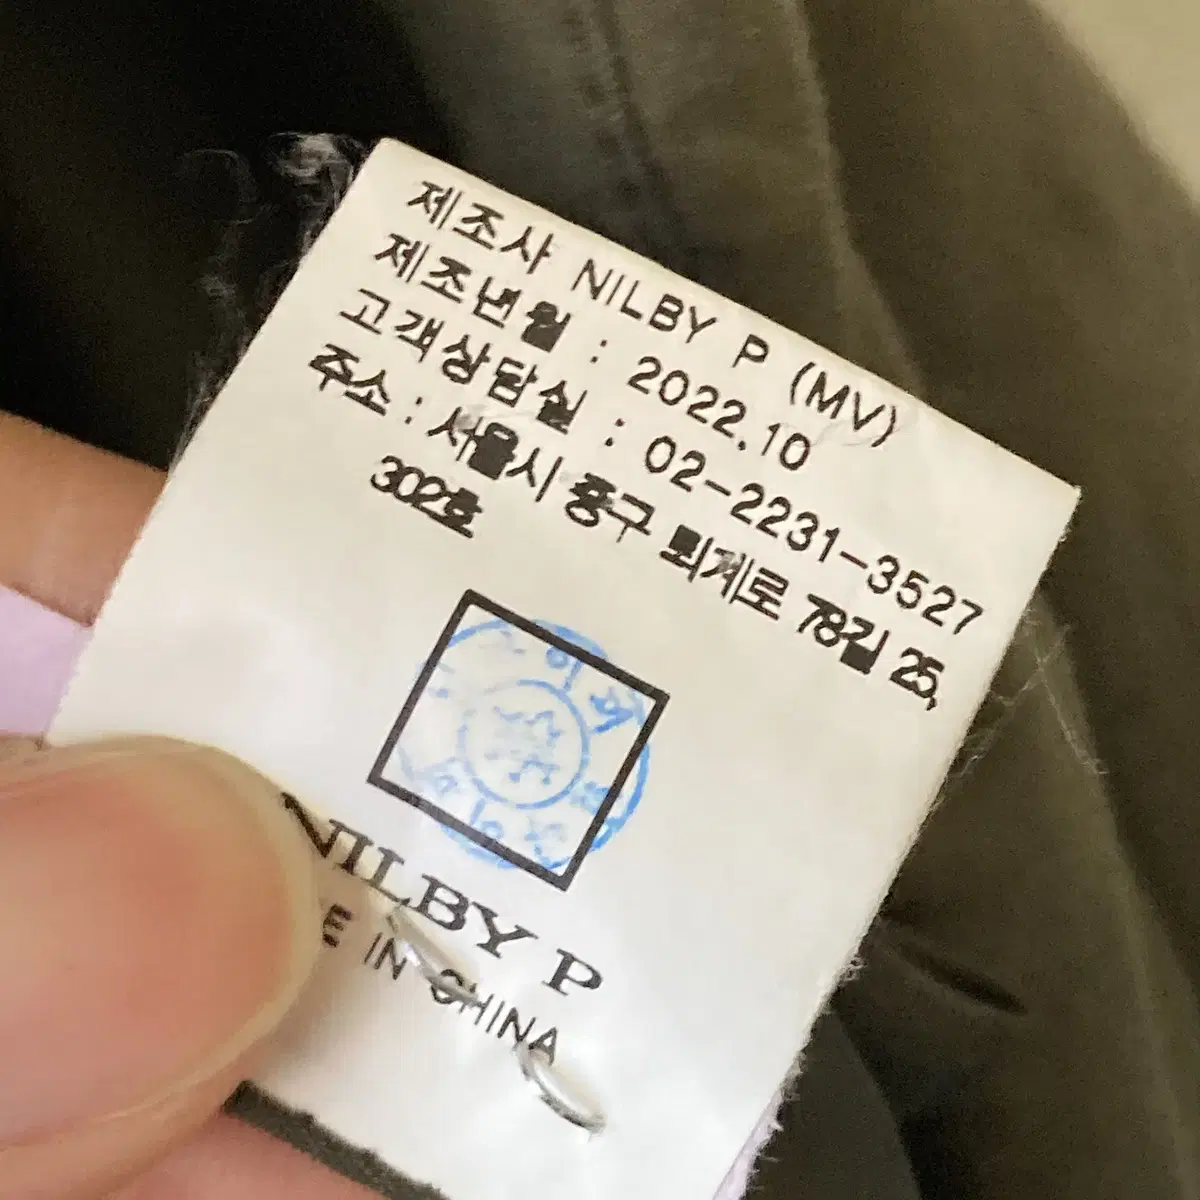 제조사 NILBY P (MV)
제조년월 : 2022.10
고객상담실 : 02-2231-3527
주소 : 서울시 중구 퇴계로 78길 25,
302호
NILBY P
E IN CHINA